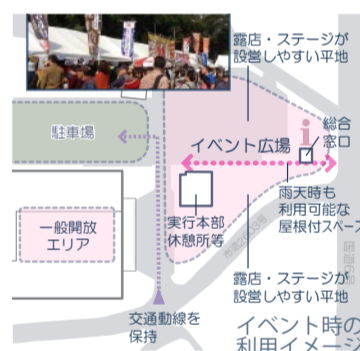 露店・ステージが
設営しやすい平地
総合
窓口
駐車場
イベント広場
雨天時も
利用可能な
屋根付スペース
実行本部
休憩所等
一般開放
エリア
露店・ステージが
設営しやすい平地
交通動線を
保持
イベント時の
利用イメージ